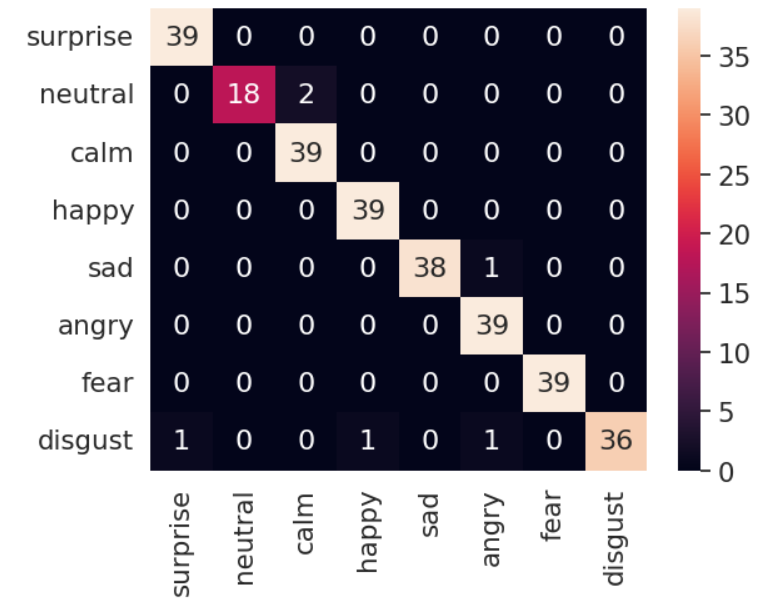 surprise 39 0 0 0 0 0 0 0
neutral 0 18 2 0 0 0 0 0
calm 0 0 39 0 0 0 0 0
happy 0 0 0 39 0 0 0 0
sad 0 0 0 0 38 1 0 0
angry 0 0 0 0 0 39 0 0
fear 0 0 0 0 0 0 39 0
disgust 1 0 0 1 0 1 0 36
surprise neutral calm happy sad angry fear disgust
35
30
25
20
15
10
5
0